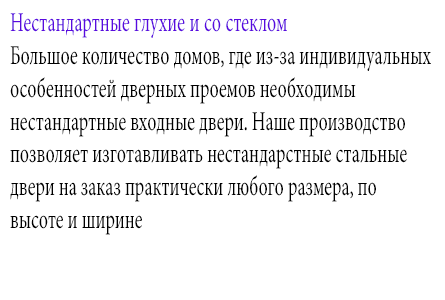 Нестандартные глухие и со стеклом
Большое количество домов, где из-за индивидуальных
особенностей дверных проемов необходимы
нестандартные входные двери. Наше производство
позволяет изготавливать нестандарстные стальные
двери на заказ практически любого размера, по
высоте и ширине